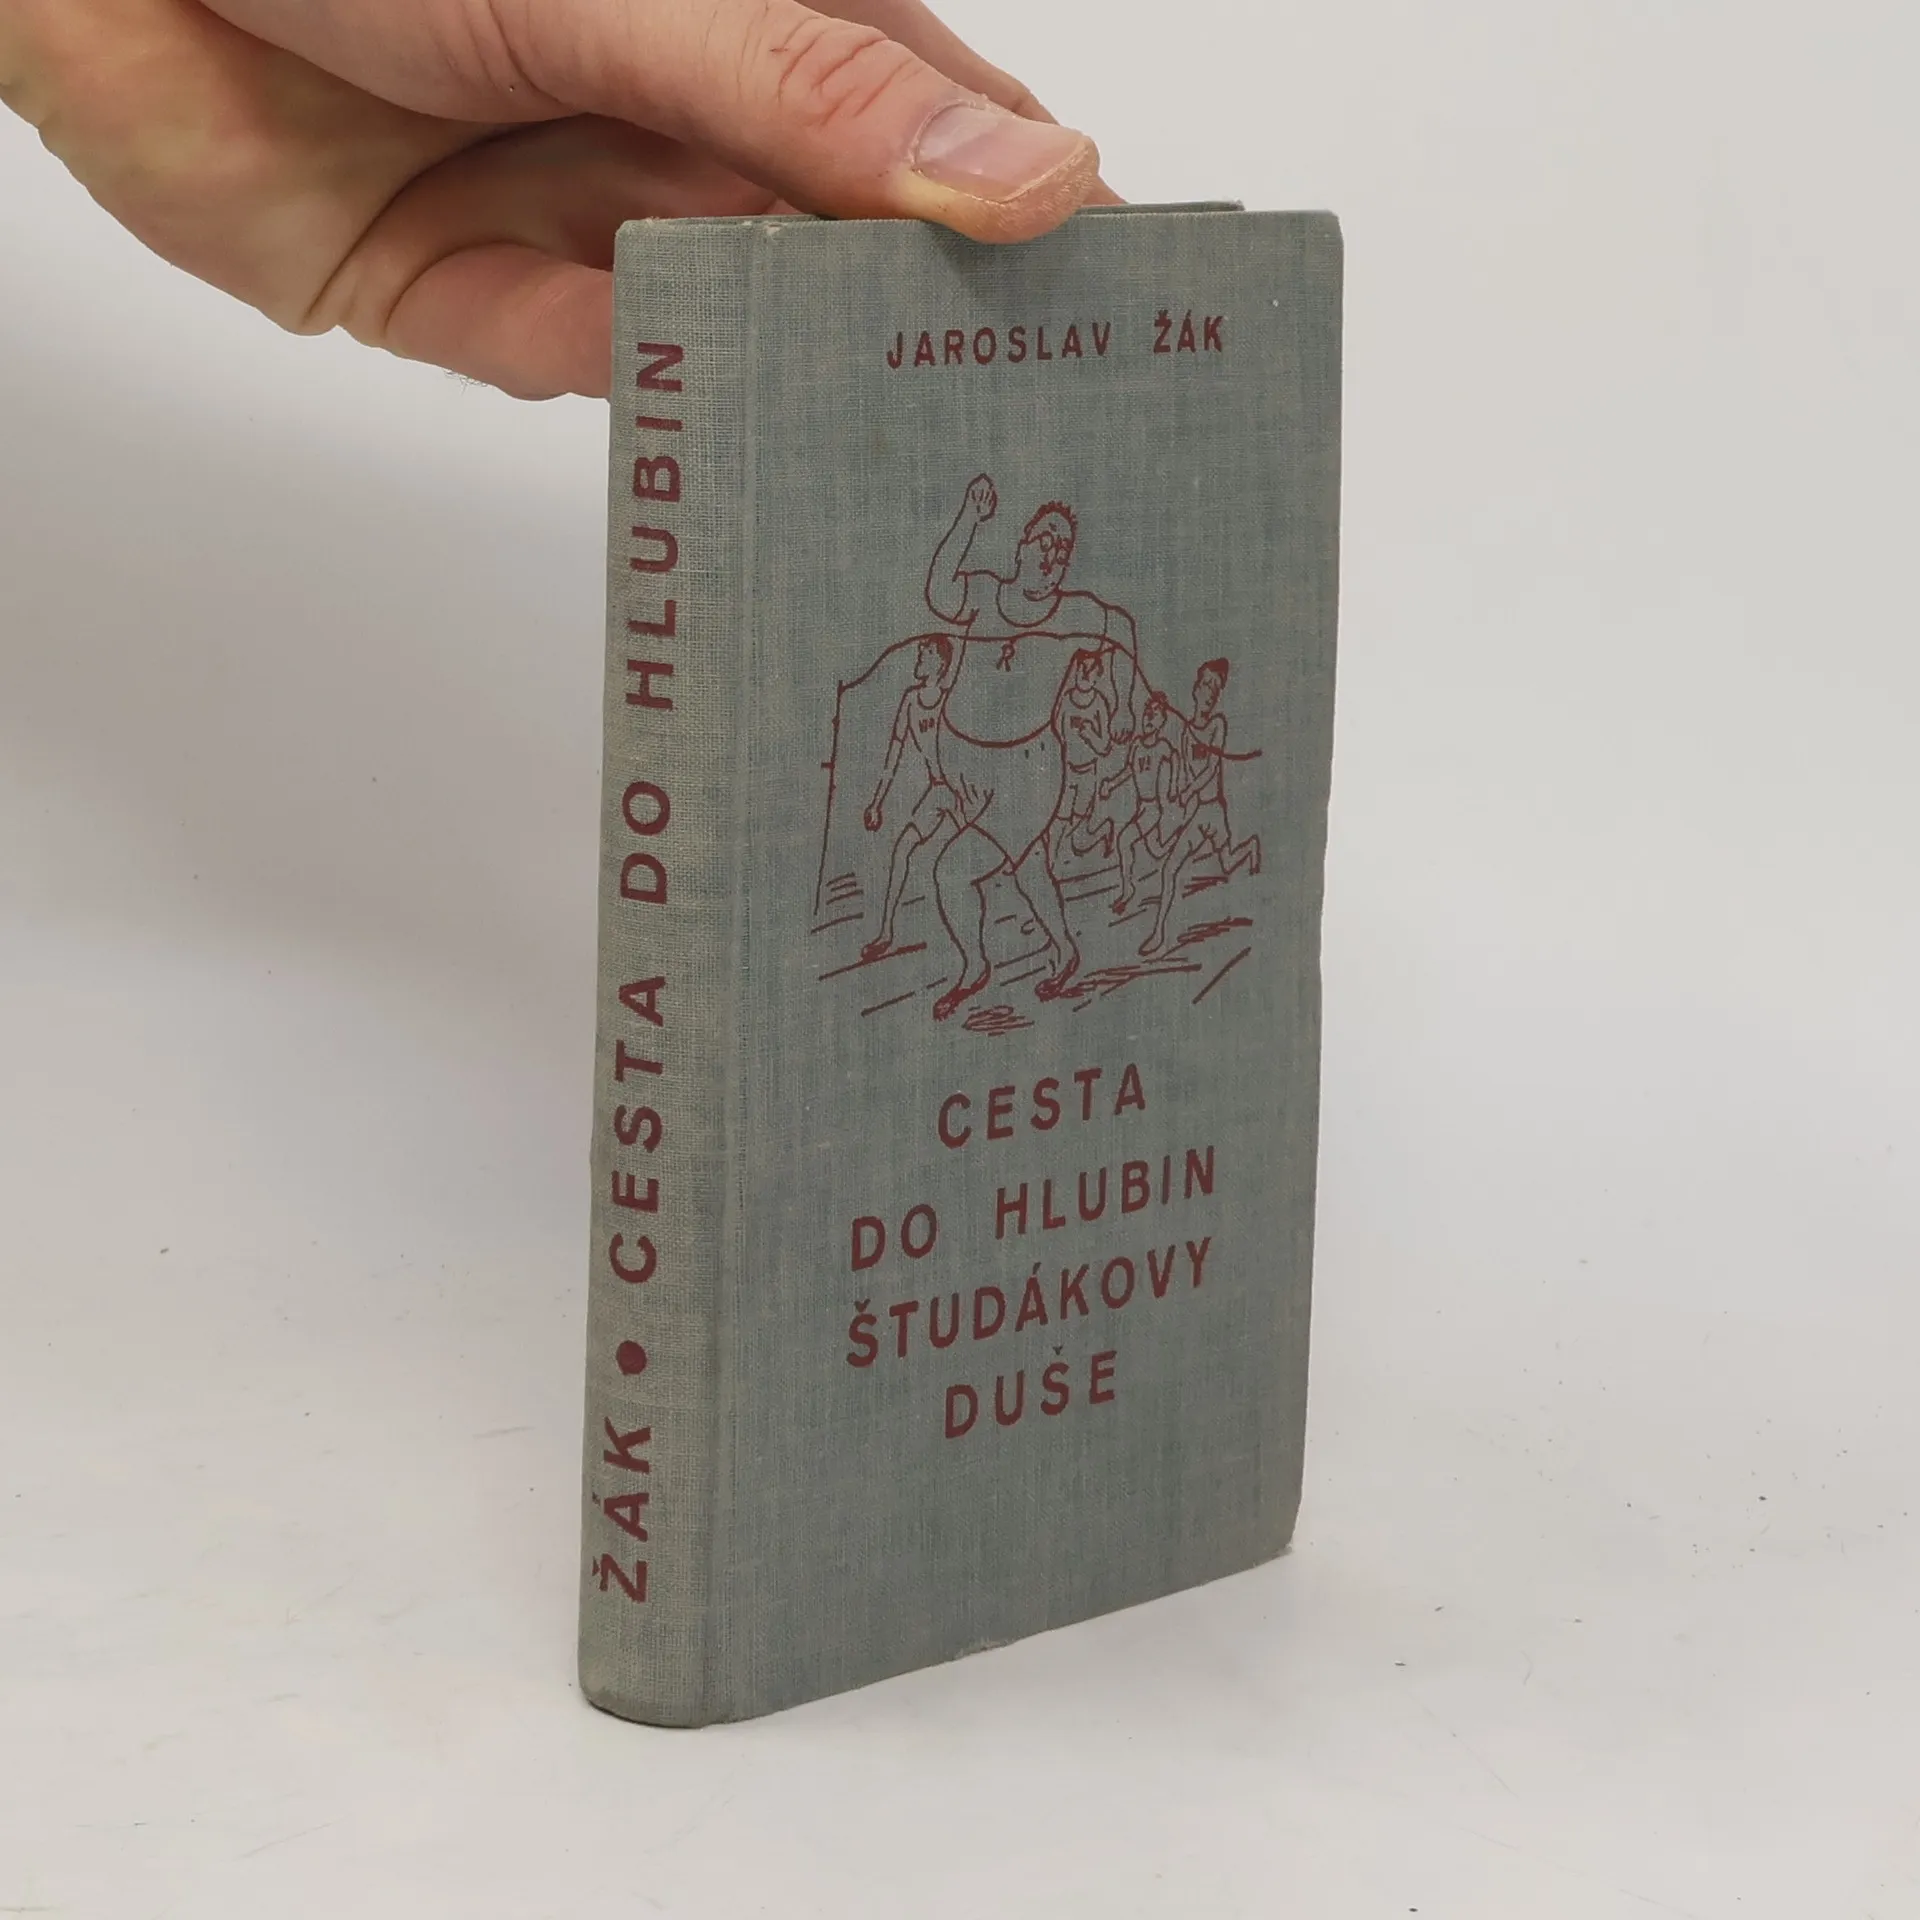 ŽÁK • CESTA DO HLUBIN
JAROSLAV ŽÁK
R
CESTA
DO HLUBIN
ŠTUDÁKOVY
DUŠE